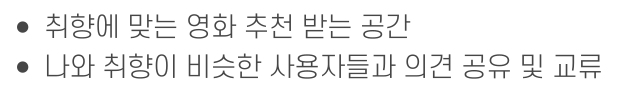 ● 취향에 맞는 영화 추천 받는 공간
● 나와 취향이 비슷한 사용자들과 의견 공유 및 교류